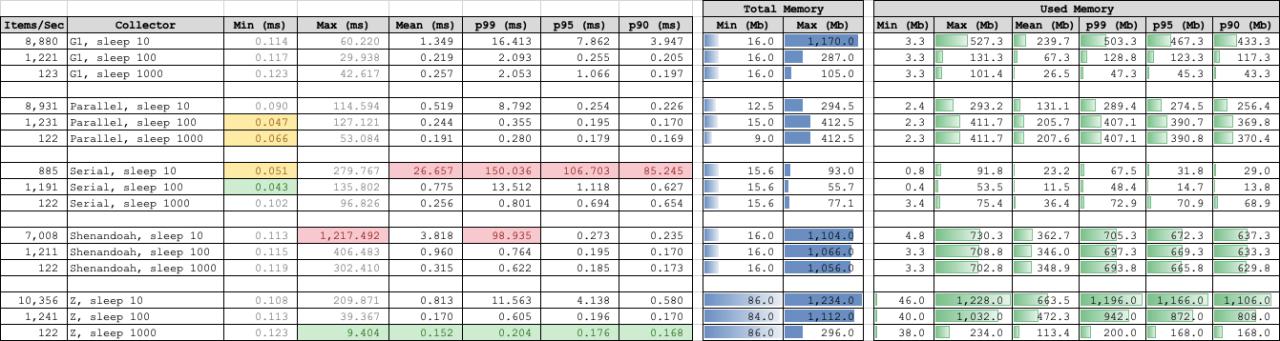 Total Memory Used Memory
Items/Sec Collector Min (ms) Max (ms) Mean (ms) p99 (ms) p95 (ms) p90 (ms) Min (Mb) Max (Mb) Min (Mb) Max (Mb) Mean (Mb) p99 (Mb) p95 (Mb) p90 (Mb)
8,880 G1, sleep 10 0.114 60.220 1.349 16.413 7.862 3.947 16.0 1,170.0 3.3 527.3 239.7 503.3 467.3 433.3
1,221 G1, sleep 100 0.117 29.938 0.219 2.093 0.255 0.205 16.0 287.0 3.3 131.3 67.3 128.8 123.3 117.3
123 G1, sleep 1000 0.123 42.617 0.257 2.053 1.066 0.197 16.0 105.0 3.3 101.4 26.5 47.3 45.3 43.3
8,931 Parallel, sleep 10 0.090 114.594 0.519 8.792 0.254 0.226 12.5 294.5 2.4 293.2 131.1 289.4 274.5 256.4
1,231 Parallel, sleep 100 0.047 127.121 0.244 0.355 0.195 0.170 15.0 412.5 2.3 411.7 205.7 407.1 390.7 369.8
122 Parallel, sleep 1000 0.066 53.084 0.191 0.280 0.179 0.169 9.0 412.5 2.3 411.7 207.6 407.1 390.8 370.4
885 Serial, sleep 10 0.051 279.767 26.657 150.036 106.703 85.245 15.6 93.0 0.8 91.8 23.2 67.5 31.8 29.0
1,191 Serial, sleep 100 0.043 135.802 0.775 13.512 1.118 0.627 15.6 55.7 0.4 53.5 11.5 48.4 14.7 13.8
122 Serial, sleep 1000 0.102 96.826 0.256 0.801 0.694 0.654 15.6 77.1 3.4 75.4 36.4 72.9 70.9 68.9
7,008 Shenandoah, sleep 10 0.113 1,217.492 3.818 98.935 0.273 0.235 16.0 1,104.0 4.8 730.3 362.7 705.3 672.3 637.3
1,211 Shenandoah, sleep 100 0.115 406.483 0.960 0.764 0.195 0.170 16.0 1,066.0 3.3 708.8 346.0 697.3 669.3 633.3
122 Shenandoah, sleep 1000 0.119 302.410 0.315 0.622 0.185 0.173 16.0 1,056.0 3.3 702.8 348.9 693.8 665.8 629.8
10,356 Z, sleep 10 0.108 209.871 0.813 11.563 4.138 0.580 86.0 1,234.0 46.0 1,228.0 663.5 1,196.0 1,166.0 1,106.0
1,241 Z, sleep 100 0.113 39.367 0.170 0.605 0.196 0.170 84.0 1,112.0 40.0 1,032.0 472.3 942.0 872.0 808.0
122 Z, sleep 1000 0.123 9.404 0.152 0.204 0.176 0.168 86.0 296.0 38.0 234.0 113.4 200.0 168.0 168.0